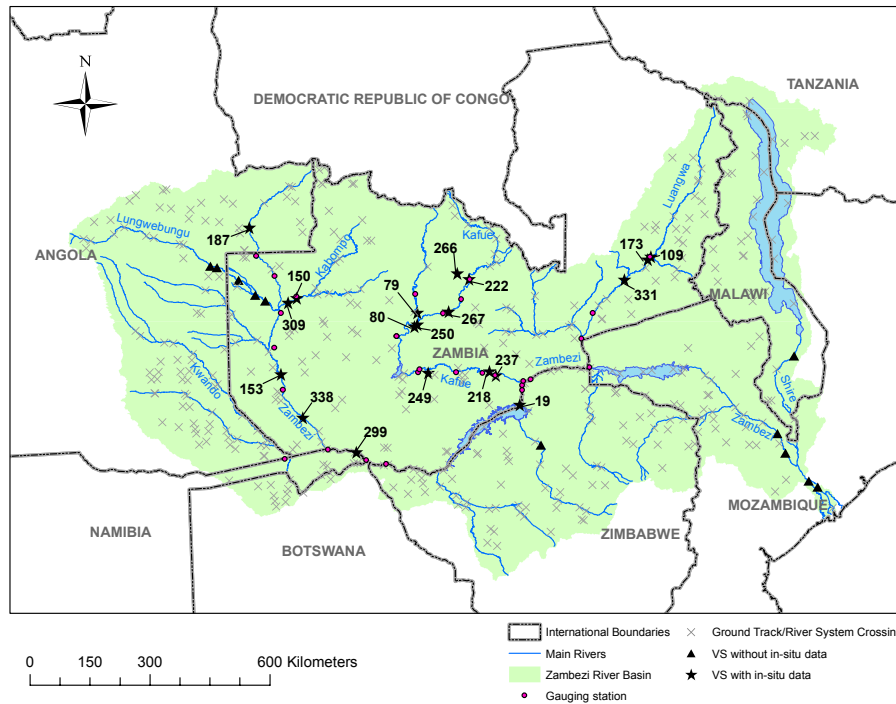 N
TANZANIA
DEMOCRATIC REPUBLIC OF CONGO
Luangwa
Lungwebungu
187
Kabompo
Kafue
266
173
109
ANGOLA
150
222
331
79
MALAWI
309
80
267
250
ZAMBIA
237
Zambezi
Kwando
153
249
Kafue
218
Shire
338
Zambezi
19
299
Zambezi
MOZAMBIQUE
NAMIBIA
ZIMBABWE
BOTSWANA
International Boundaries
Ground Track/River System Crossin
Main Rivers
VS without in-situ data
0 150 300 600 Kilometers
Zambezi River Basin
VS with in-situ data
Gauging station